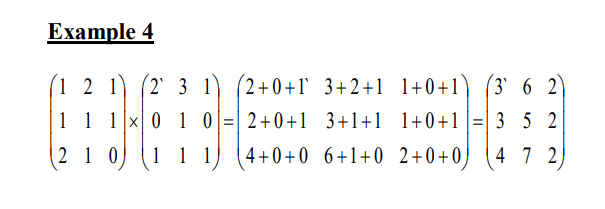 Example 4
(1 2 1) (2` 3 1) (2+0+1` 3+2+1 1+0+1) (3` 6 2)
1 1 1 × 0 1 0 = 2+0+1 3+1+1 1+0+1 = 3 5 2
2 1 0 1 1 1 4+0+0 6+1+0 2+0+0 4 7 2